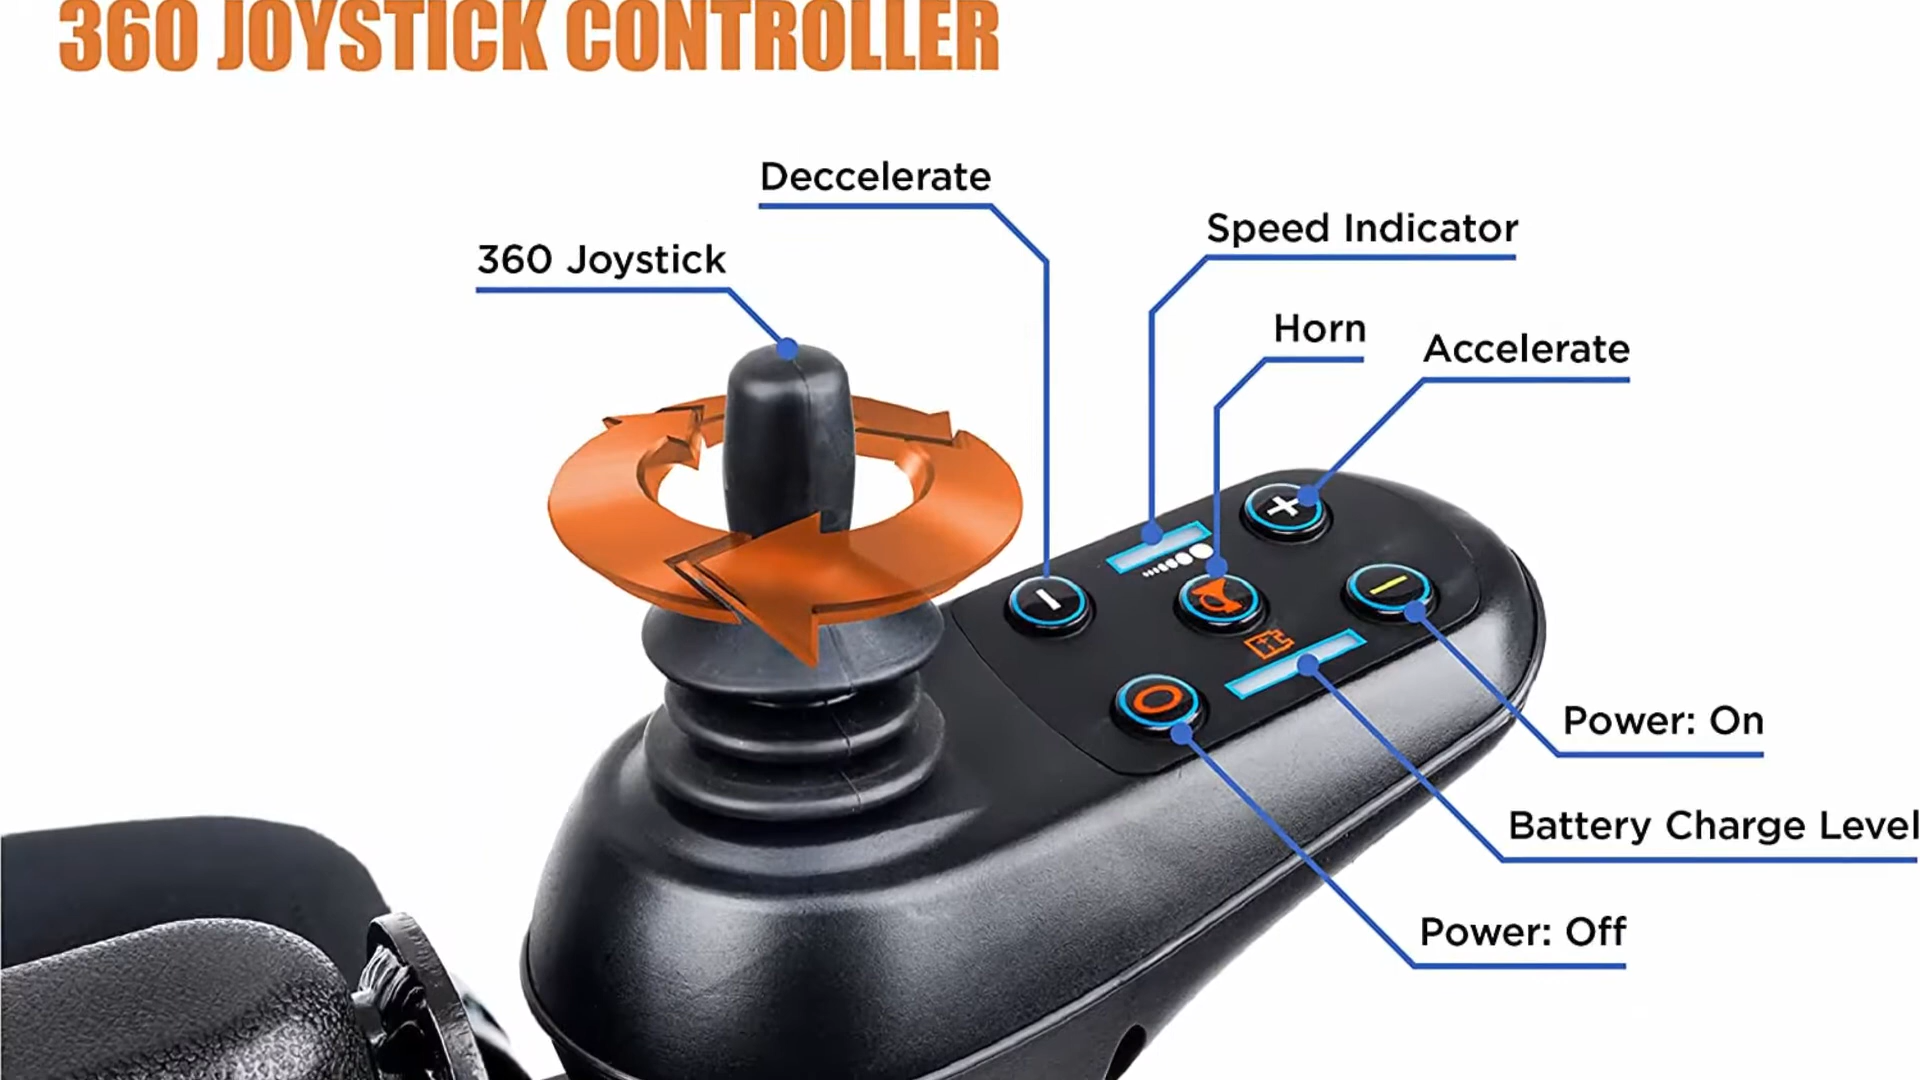 360 JOYSTICK CONTROLLER
Deccelerate
Speed Indicator
360 Joystick
Horn
Accelerate
Power: On
Battery Charge Level
Power: Off